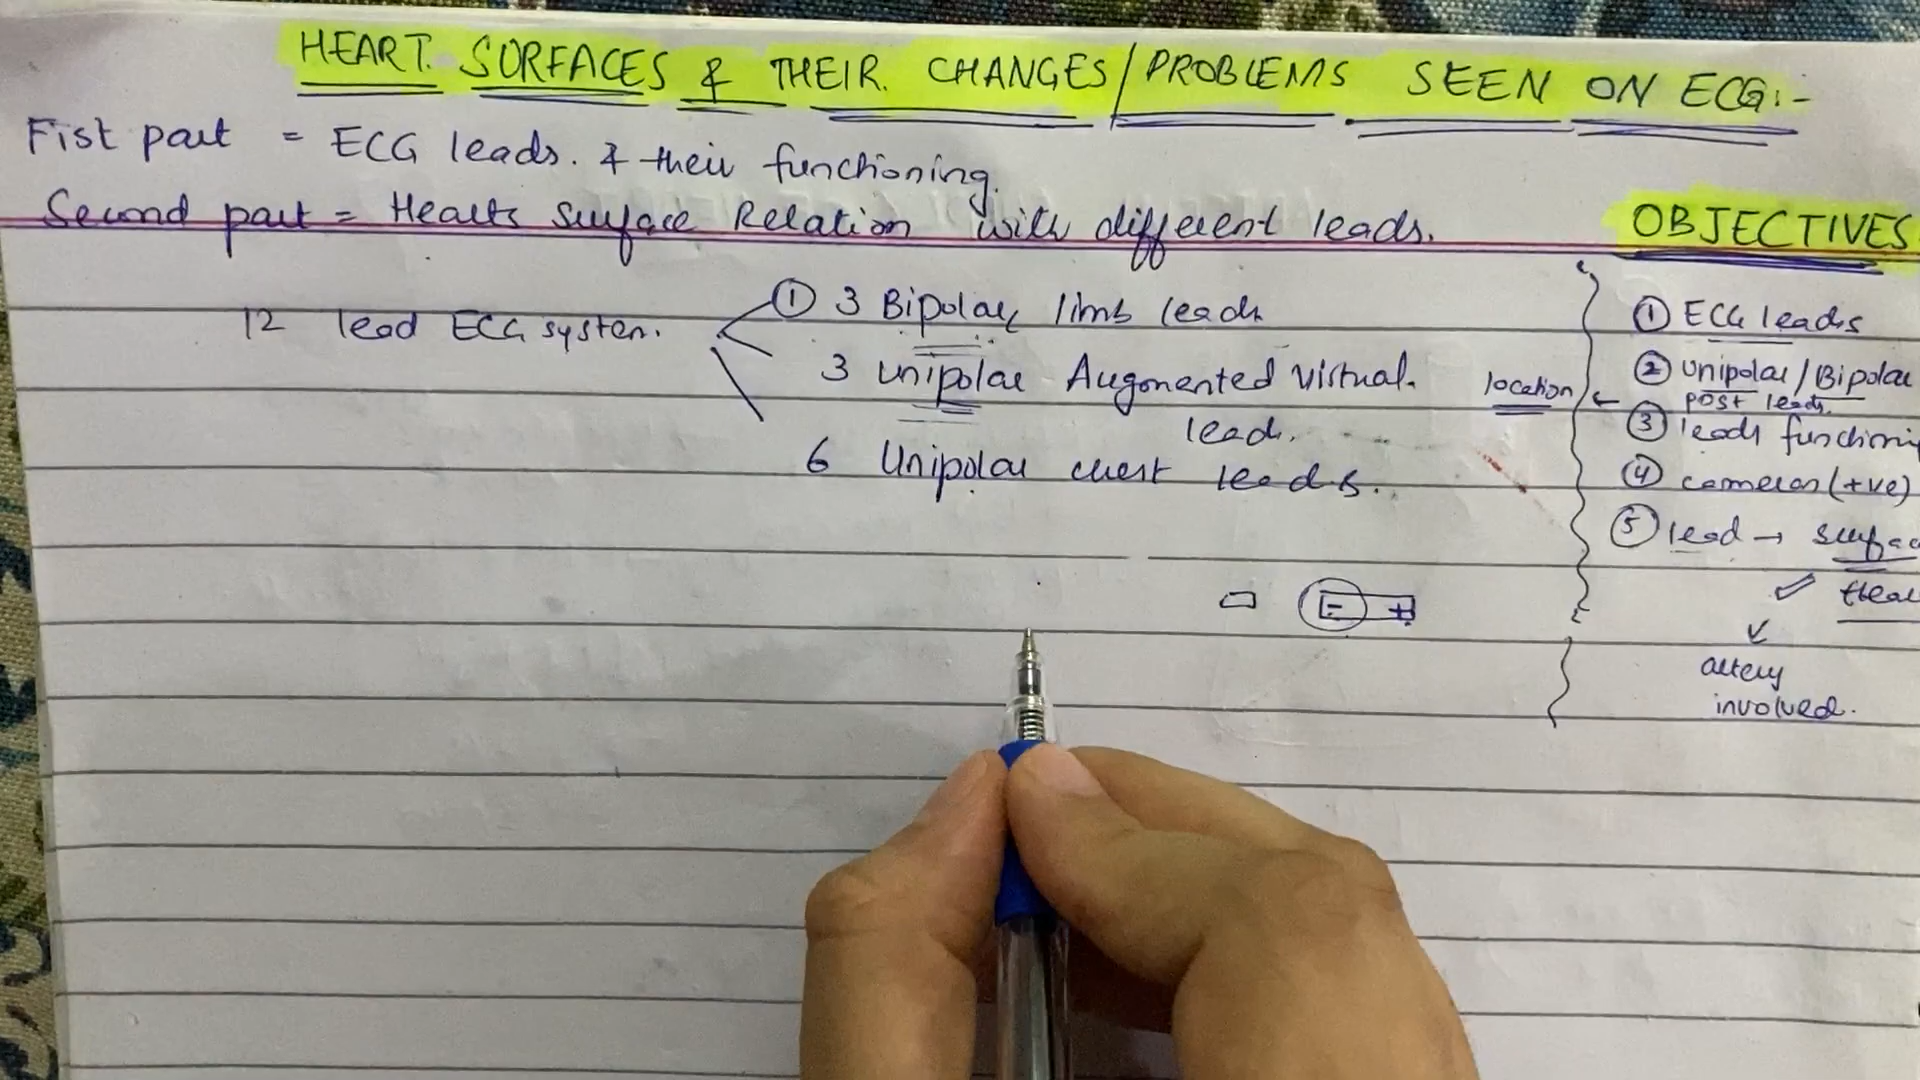 HEART. SURFACES & THEIR. CHANGES/PROBLEMS SEEN ON ECG:-
Fist part = ECG leads. & their functioning.
Second part = Hearts Surface Relation with different leads.
12 lead ECG system.
① 3 Bipolar limb leads
3 unipolar Augmented virtual.
lead.
6 Unipolar chest leads.
- +
location
OBJECTIVES
① ECG leads
② Unipolar/Bipolar
post leads.
③ leads functioni
④ cameras (+ve)
⑤ lead → surfac
Hear
artery
involved.